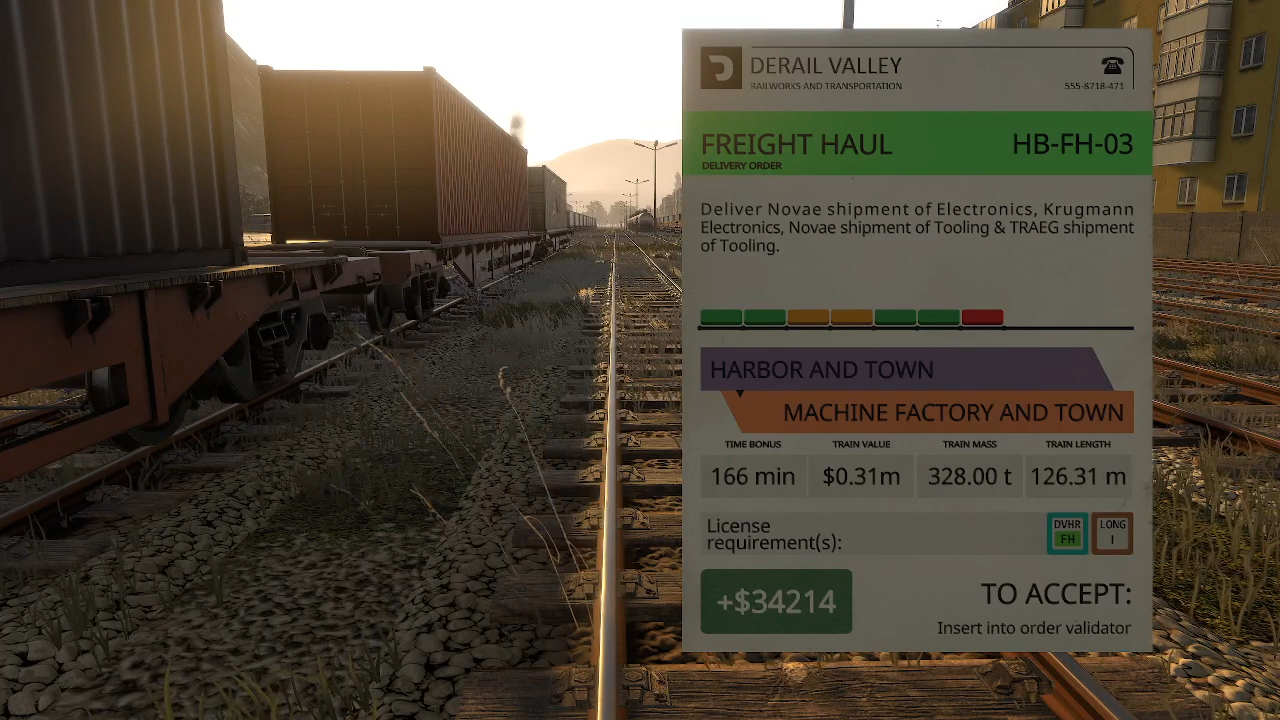 DERAIL VALLEY
RAILWORKS AND TRANSPORTATION
555-8718-471
FREIGHT HAUL
HB-FH-03
DELIVERY ORDER
Deliver Novae shipment of Electronics, Krugmann
Electronics, Novae shipment of Tooling & TRAEG shipment
of Tooling.
HARBOR AND TOWN
MACHINE FACTORY AND TOWN
TIME BONUS TRAIN VALUE TRAIN MASS TRAIN LENGTH
166 min $0.31m 328.00 t 126.31 m
License
requirement(s):
DVHR
FH
LONG
I
+$34214
TO ACCEPT:
Insert into order validator